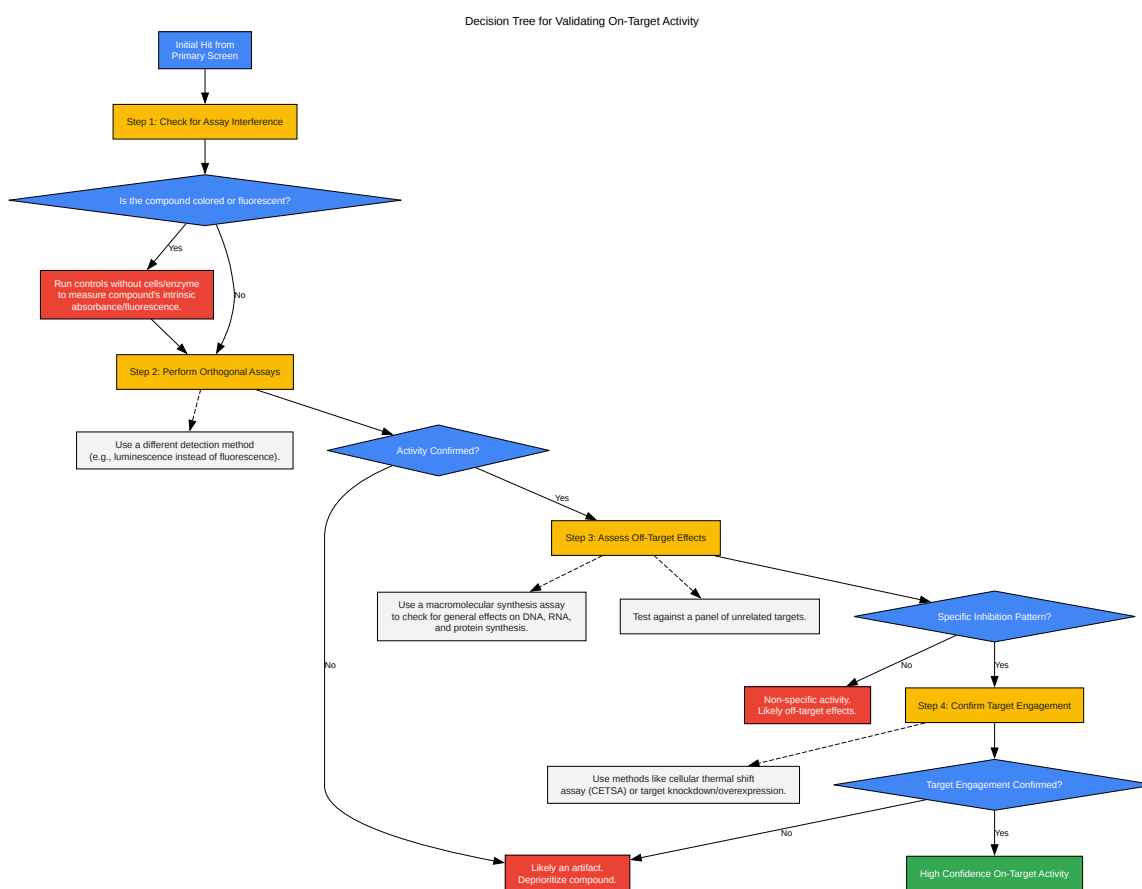 Decision Tree for Validating On-Target Activity
Initial Hit from
Primary Screen
Step 1: Check for Assay Interference
Is the compound colored or fluorescent?
Yes
Run controls without cells/enzyme
to measure compound's intrinsic
absorbance/fluorescence.
No
Step 2: Perform Orthogonal Assays
Use a different detection method
(e.g., luminescence instead of fluorescence).
Activity Confirmed?
Yes
Step 3: Assess Off-Target Effects
Use a macromolecular synthesis assay
to check for general effects on DNA, RNA,
and protein synthesis.
Test against a panel of unrelated targets.
Specific Inhibition Pattern?
No
No
Yes
Non-specific activity.
Likely off-target effects.
Step 4: Confirm Target Engagement
Use methods like cellular thermal shift
assay (CETSA) or target knockdown/overexpression.
Target Engagement Confirmed?
No
Yes
Likely an artifact.
Deprioritize compound.
High Confidence On-Target Activity